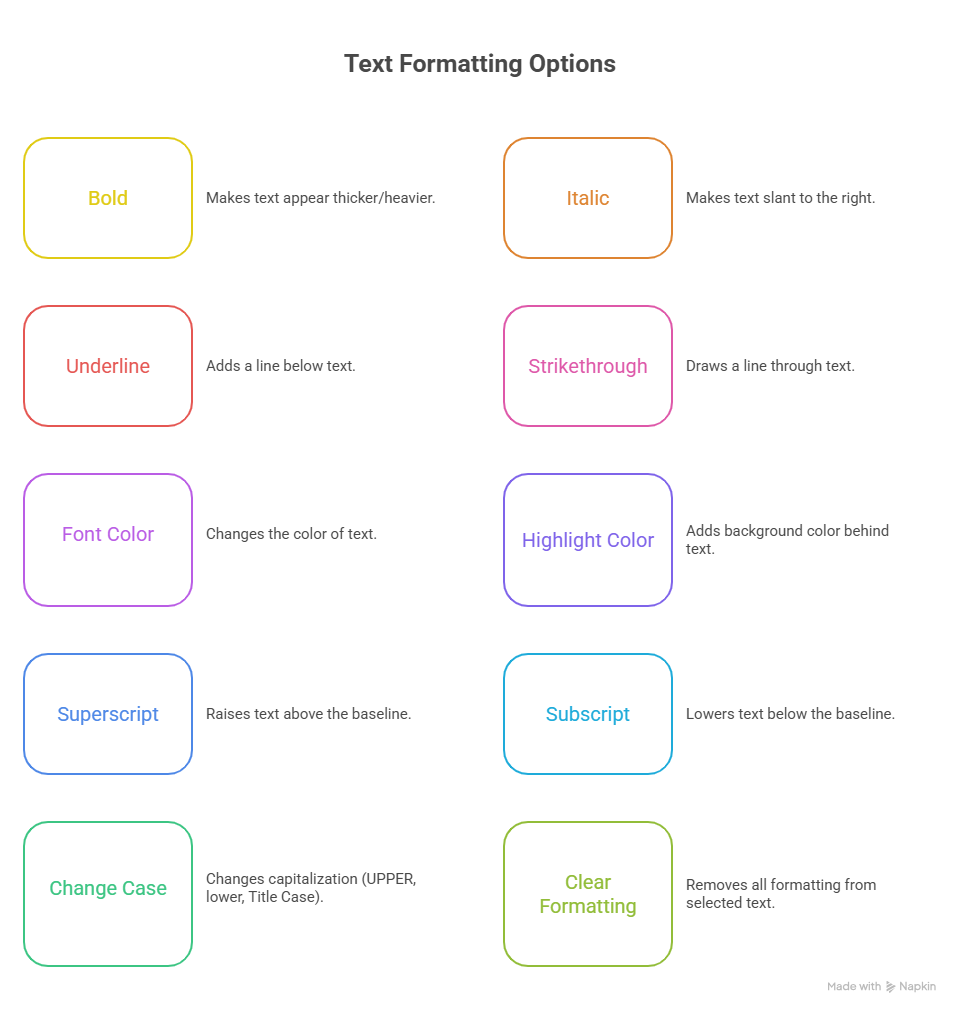 Text Formatting Options
Bold
Makes text appear thicker/heavier.
Italic
Makes text slant to the right.
Underline
Adds a line below text.
Strikethrough
Draws a line through text.
Font Color
Changes the color of text.
Highlight Color
Adds background color behind
text.
Superscript
Raises text above the baseline.
Subscript
Lowers text below the baseline.
Change Case
Changes capitalization (UPPER,
lower, Title Case).
Clear
Formatting
Removes all formatting from
selected text.
Made with Napkin